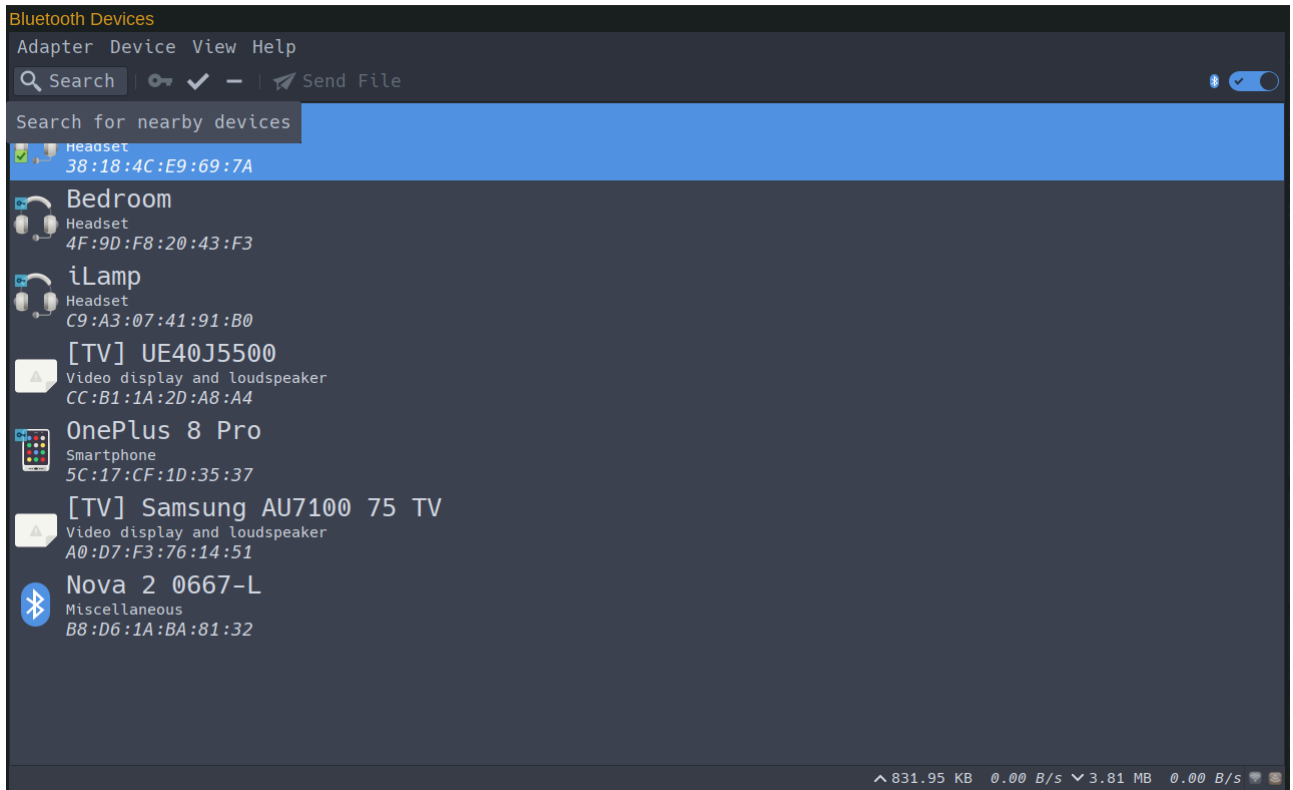 Bluetooth Devices
Adapter Device View Help
Search Send File
Search for nearby devices
Headset
38:18:4C:E9:69:7A
Bedroom
Headset
4F:9D:F8:20:43:F3
iLamp
Headset
C9:A3:07:41:91:B0
[TV] UE40J5500
Video display and loudspeaker
CC:B1:1A:2D:A8:A4
OnePlus 8 Pro
Smartphone
5C:17:CF:1D:35:37
[TV] Samsung AU7100 75 TV
Video display and loudspeaker
A0:D7:F3:76:14:51
Nova 2 0667-L
Miscellaneous
B8:D6:1A:BA:81:32
831.95 KB 0.00 B/s 3.81 MB 0.00 B/s